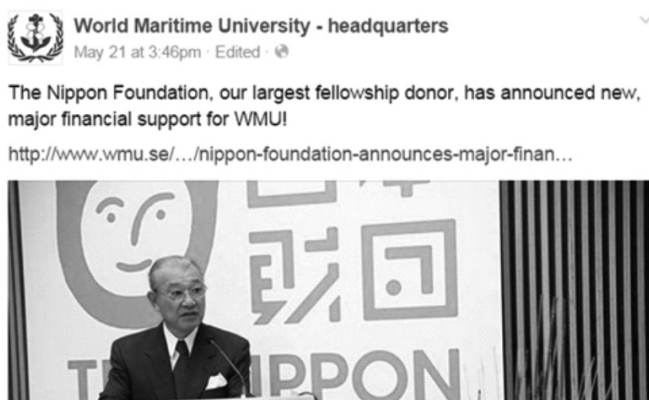 World Maritime University - headquarters
May 21 at 3:46pm · Edited ·
The Nippon Foundation, our largest fellowship donor, has announced new,
major financial support for WMU!
http://www.wmu.se/.../nippon-foundation-announces-major-finan...
財団
NIPPON